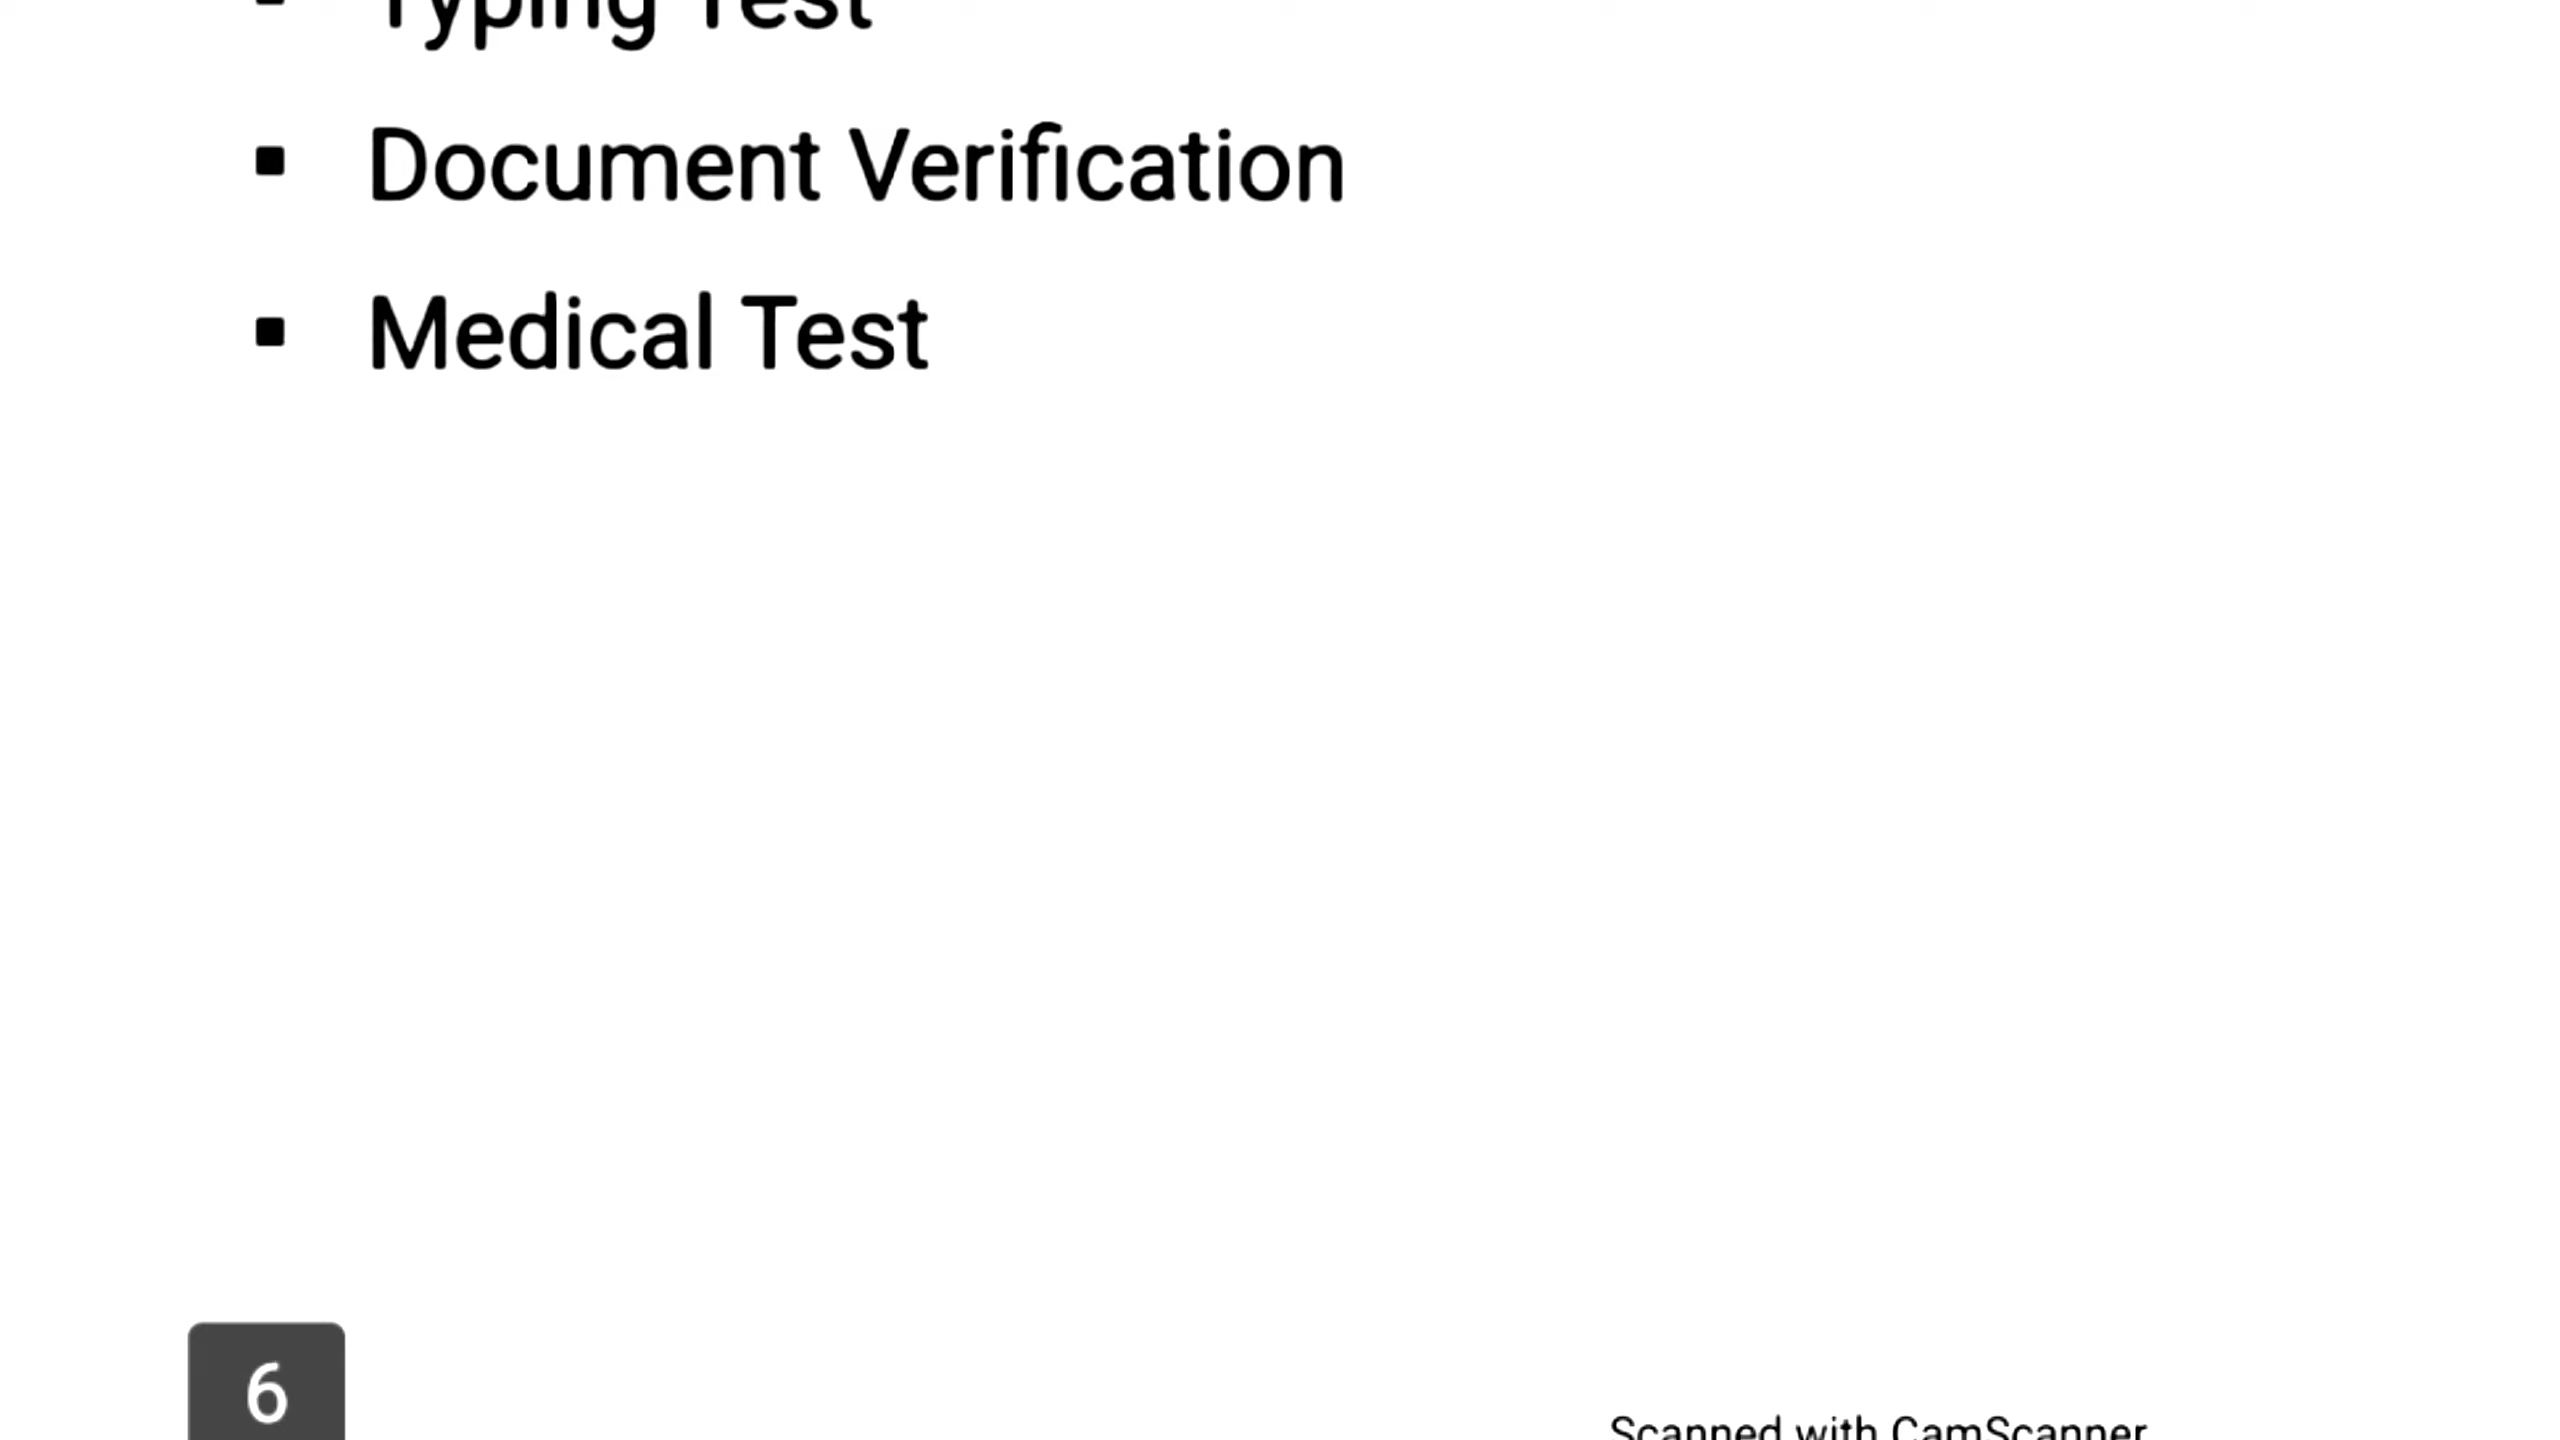 ▪ Typing Test
▪ Document Verification
▪ Medical Test
6
Scanned with CamScanner